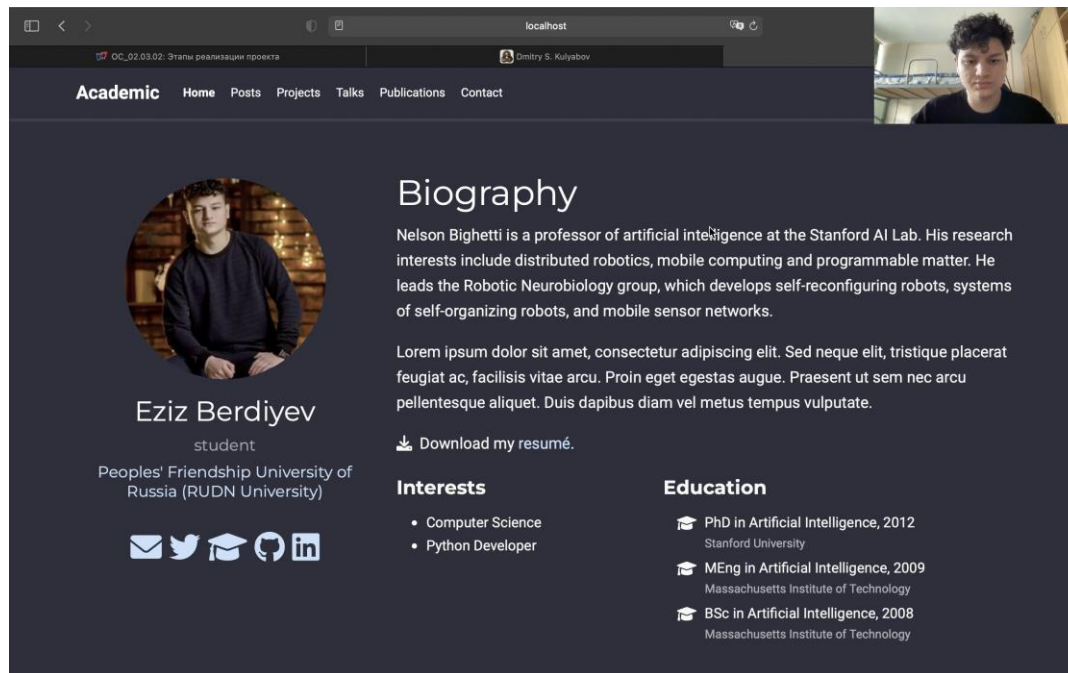 localhost
ОС_02.03.02: Этапы реализации проекта
Dmitry S. Kulyabov
Academic Home Posts Projects Talks Publications Contact
Biography
Nelson Bighetti is a professor of artificial intelligence at the Stanford AI Lab. His research
interests include distributed robotics, mobile computing and programmable matter. He
leads the Robotic Neurobiology group, which develops self-reconfiguring robots, systems
of self-organizing robots, and mobile sensor networks.
Lorem ipsum dolor sit amet, consectetur adipiscing elit. Sed neque elit, tristique placerat
feugiat ac, facilisis vitae arcu. Proin eget egestas augue. Praesent ut sem nec arcu
pellentesque aliquet. Duis dapibus diam vel metus tempus vulputate.
Download my resumé.
Eziz Berdiyev
student
Peoples' Friendship University of
Russia (RUDN University)
Interests
Computer Science
Python Developer
Education
PhD in Artificial Intelligence, 2012
Stanford University
MEng in Artificial Intelligence, 2009
Massachusetts Institute of Technology
BSc in Artificial Intelligence, 2008
Massachusetts Institute of Technology